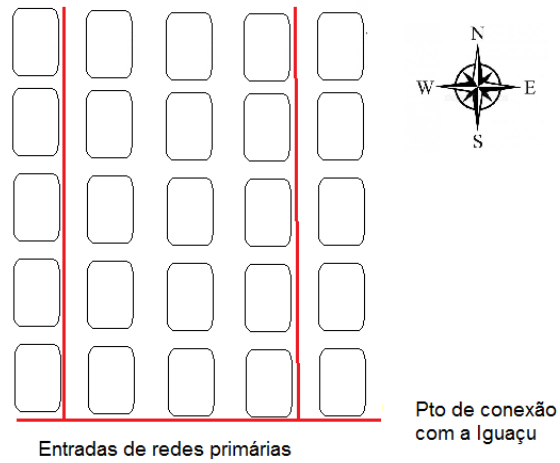 N
W
E
S
Pto de conexão
com a Iguaçu
Entradas de redes primárias